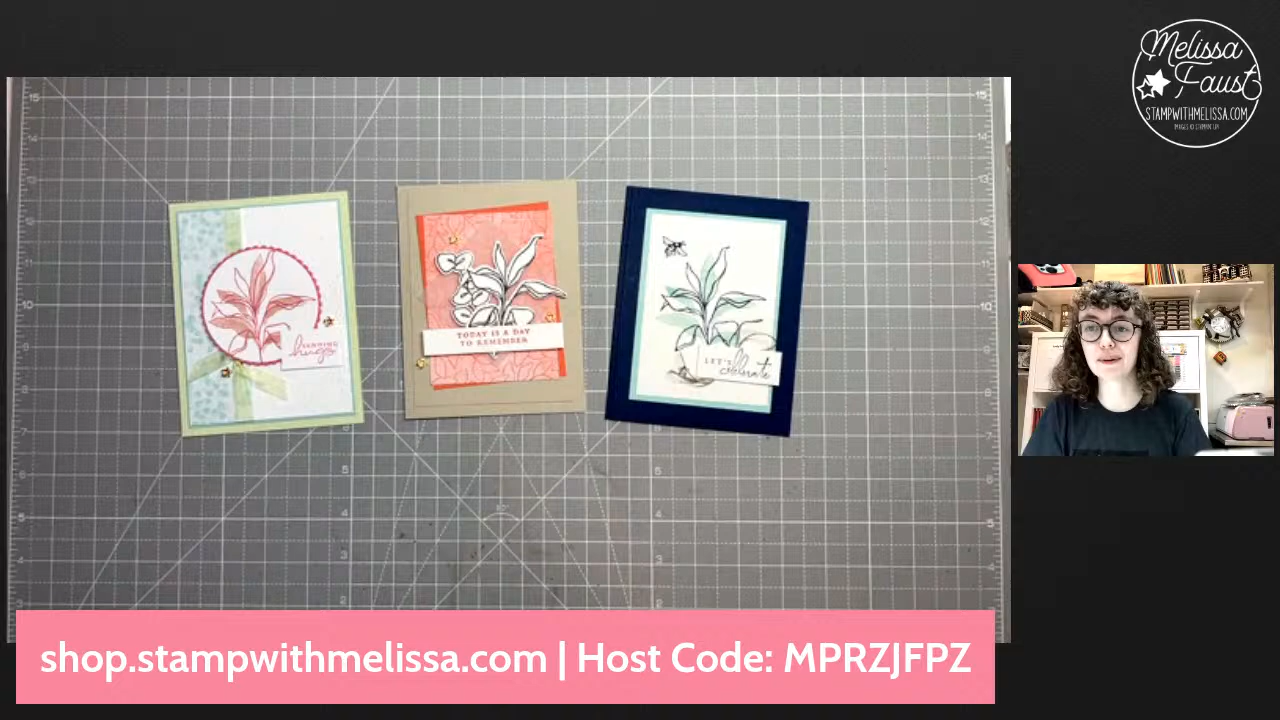 Melissa
Faust
STAMPWITHMELISSA.COM
SENDING
hugs
TODAY IS A DAY
TO REMEMBER
LET'S
celebrate
shop.stampwithmelissa.com | Host Code: MPRZJFPZ